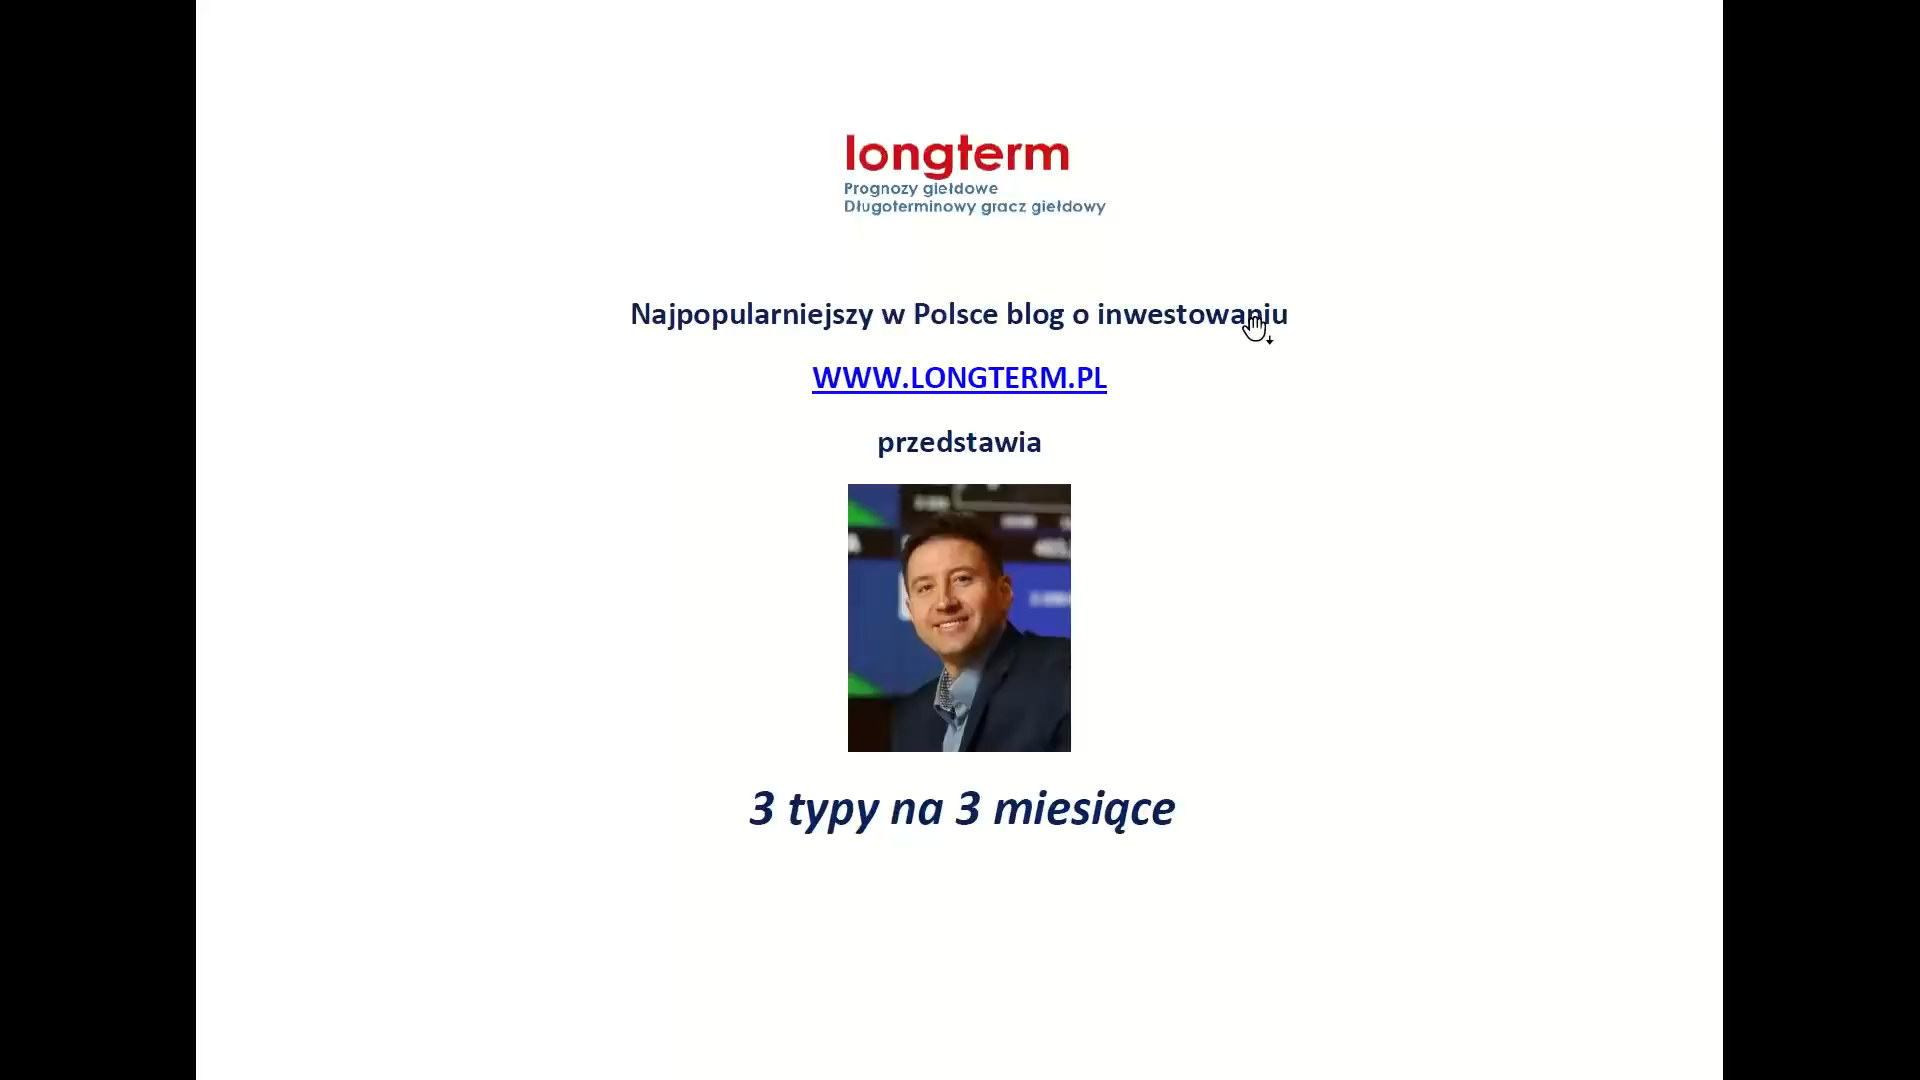 longterm
Prognozy giełdowe
Długoterminowy gracz giełdowy
Najpopularniejszy w Polsce blog o inwestowaniu
WWW.LONGTERM.PL
przedstawia
3 typy na 3 miesiące